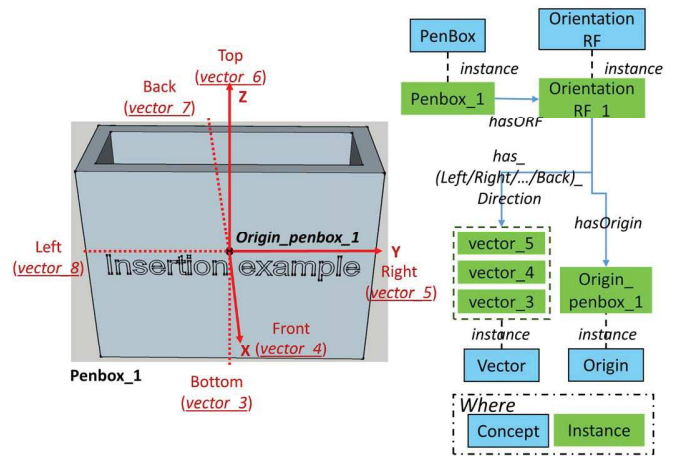 Top
(vector_6)
Back
(vector_7)
Z
Origin_penbox_1
Left
(vector_8)
Y
Insertion example
Right
(vector_5)
Front
X (vector_4)
Penbox_1
Bottom
(vector_3)
PenBox
Orientation
RF
instance
instance
Penbox_1
Orientation
RF_1
hasORF
has_
(Left/Right/.../Back)_
Direction
hasOrigin
vector_5
vector_4
vector_3
Origin_
penbox_1
instance
instance
Vector
Origin
Where
Concept
Instance